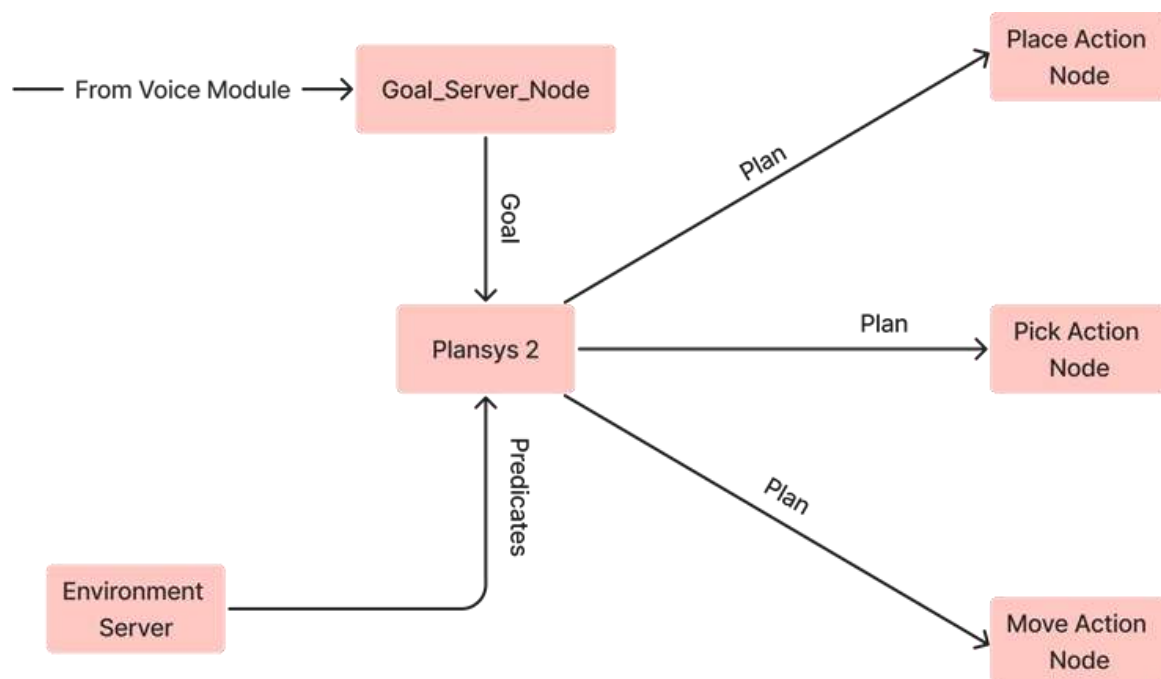 Place Action
Node
From Voice Module
Goal_Server_Node
Plan
Goal
Plan
Plansys 2
Pick Action
Node
Predicates
Plan
Environment
Server
Move Action
Node